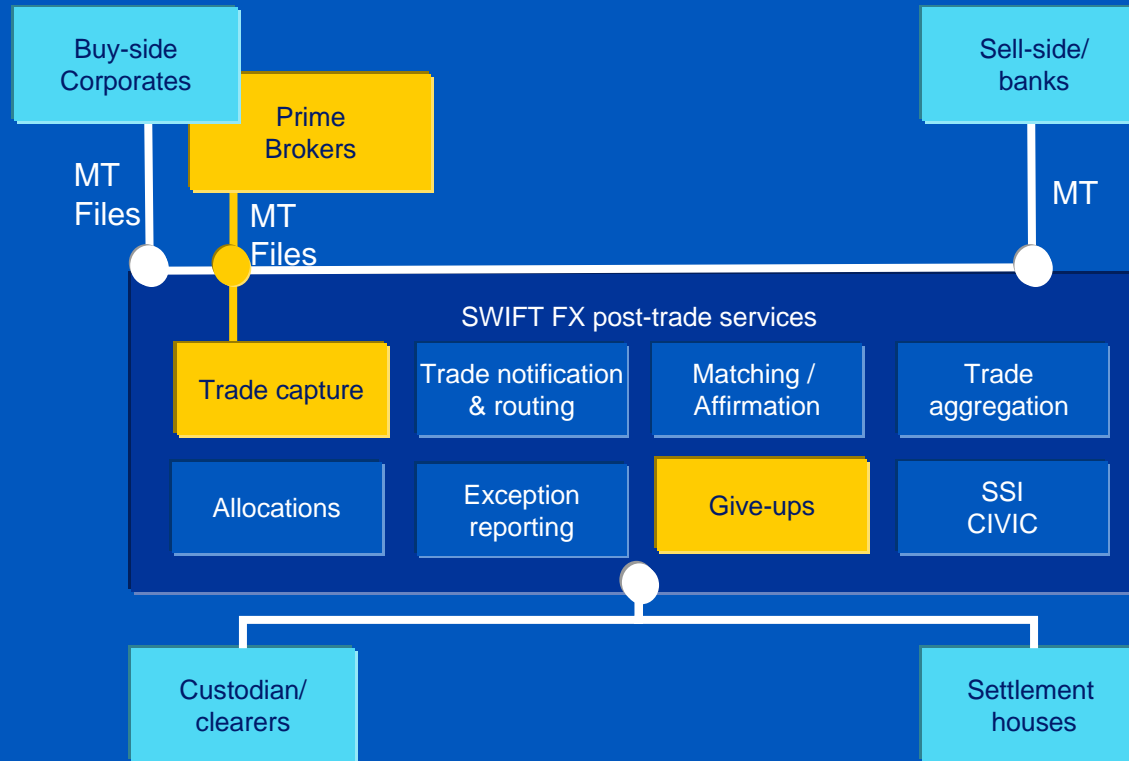 Buy-side
Corporates
Sell-side/
banks
Prime
Brokers
MT
Files
MT
MT
Files
SWIFT FX post-trade services
Trade capture
Trade notification
& routing
Matching /
Affirmation
Trade
aggregation
Allocations
Exception
reporting
Give-ups
SSI
CIVIC
Custodian/
clearers
Settlement
houses